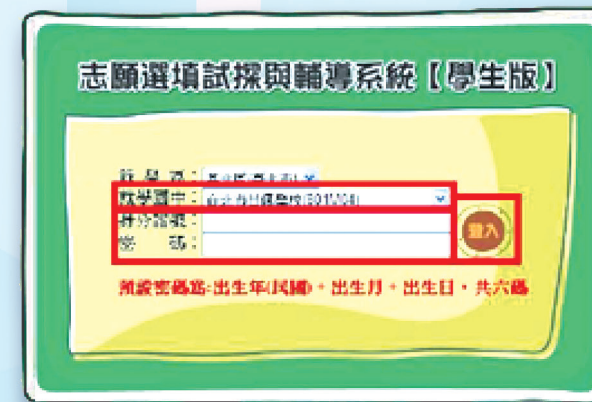 志願選填試探與輔導系統【學生版】
就 學 區：
就學國中：
身分證號：
密 碼：
登入
預設密碼為:出生年(民國)+出生月+出生日，共六碼